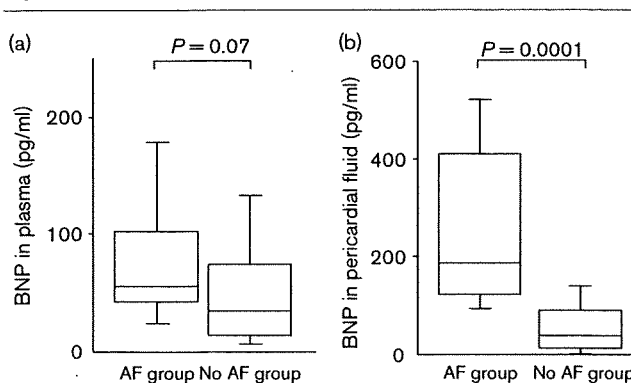 (a)
P = 0.07
BNP in plasma (pg/ml)
200
100
0
AF group No AF group
(b)
P = 0.0001
BNP in pericardial fluid (pg/ml)
600
400
200
0
AF group No AF group